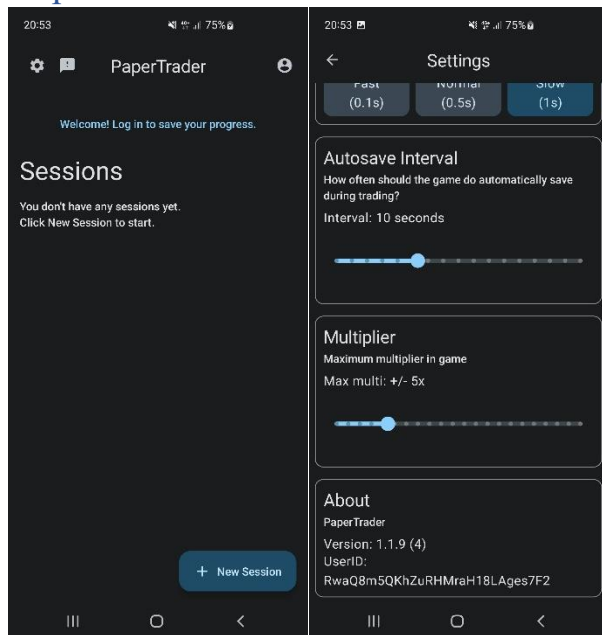 20:53 75%
PaperTrader
Welcome! Log in to save your progress.
Sessions
You don't have any sessions yet.
Click New Session to start.
+ New Session
20:53 75%
Settings
Fast Normal Slow
(0.1s) (0.5s) (1s)
Autosave Interval
How often should the game do automatically save
during trading?
Interval: 10 seconds
Multiplier
Maximum multiplier in game
Max multi: +/- 5x
About
PaperTrader
Version: 1.1.9 (4)
UserID:
RwaQ8m5QKhZuRHMraH18LAges7F2